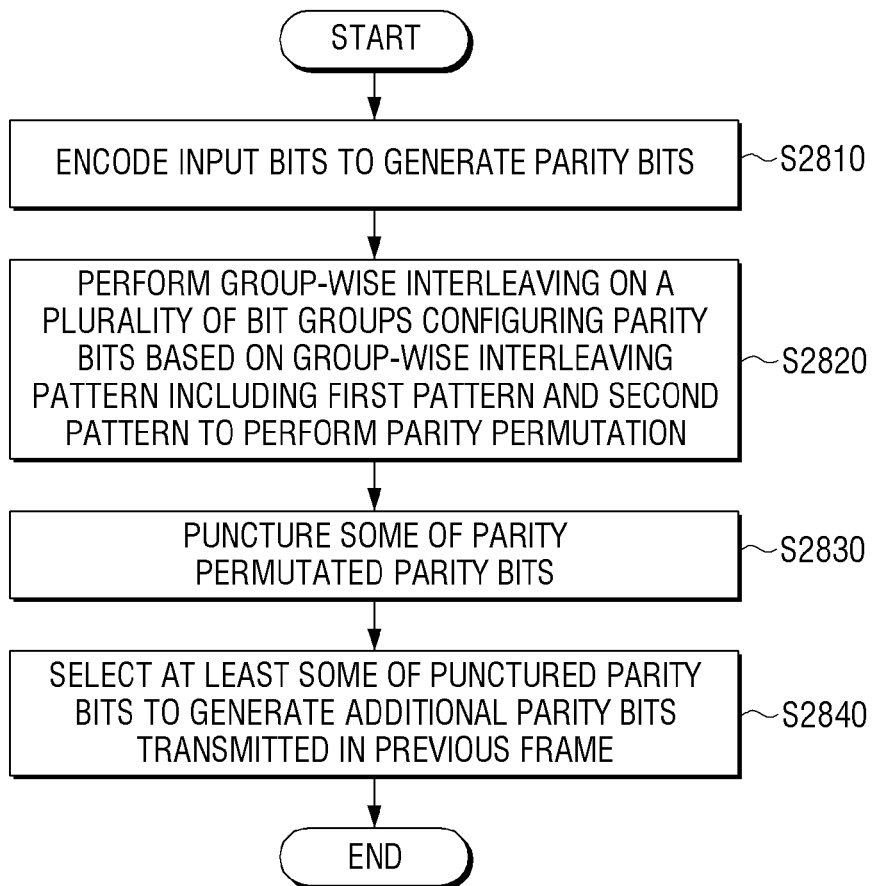 START
ENCODE INPUT BITS TO GENERATE PARITY BITS
S2810
PERFORM GROUP-WISE INTERLEAVING ON A
PLURALITY OF BIT GROUPS CONFIGURING PARITY
BITS BASED ON GROUP-WISE INTERLEAVING
PATTERN INCLUDING FIRST PATTERN AND SECOND
PATTERN TO PERFORM PARITY PERMUTATION
S2820
PUNCTURE SOME OF PARITY
PERMUTATED PARITY BITS
S2830
SELECT AT LEAST SOME OF PUNCTURED PARITY
BITS TO GENERATE ADDITIONAL PARITY BITS
TRANSMITTED IN PREVIOUS FRAME
S2840
END